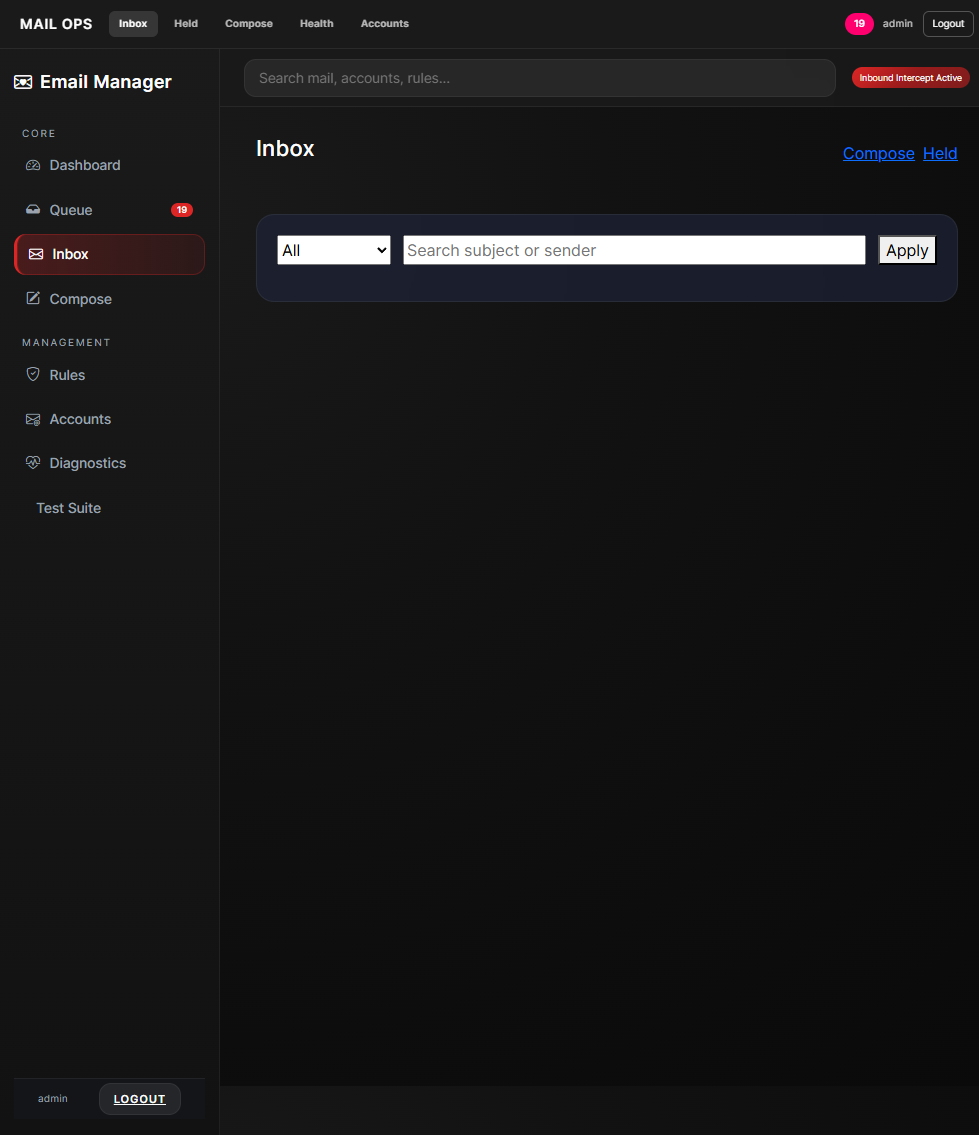 MAIL OPS Inbox Held Compose Health Accounts 19 admin Logout
Email Manager
Search mail, accounts, rules...
Inbound Intercept Active
CORE
Dashboard
Queue 19
Inbox
Compose
MANAGEMENT
Rules
Accounts
Diagnostics
Test Suite
admin LOGOUT
Inbox
Compose Held
All Search subject or sender Apply